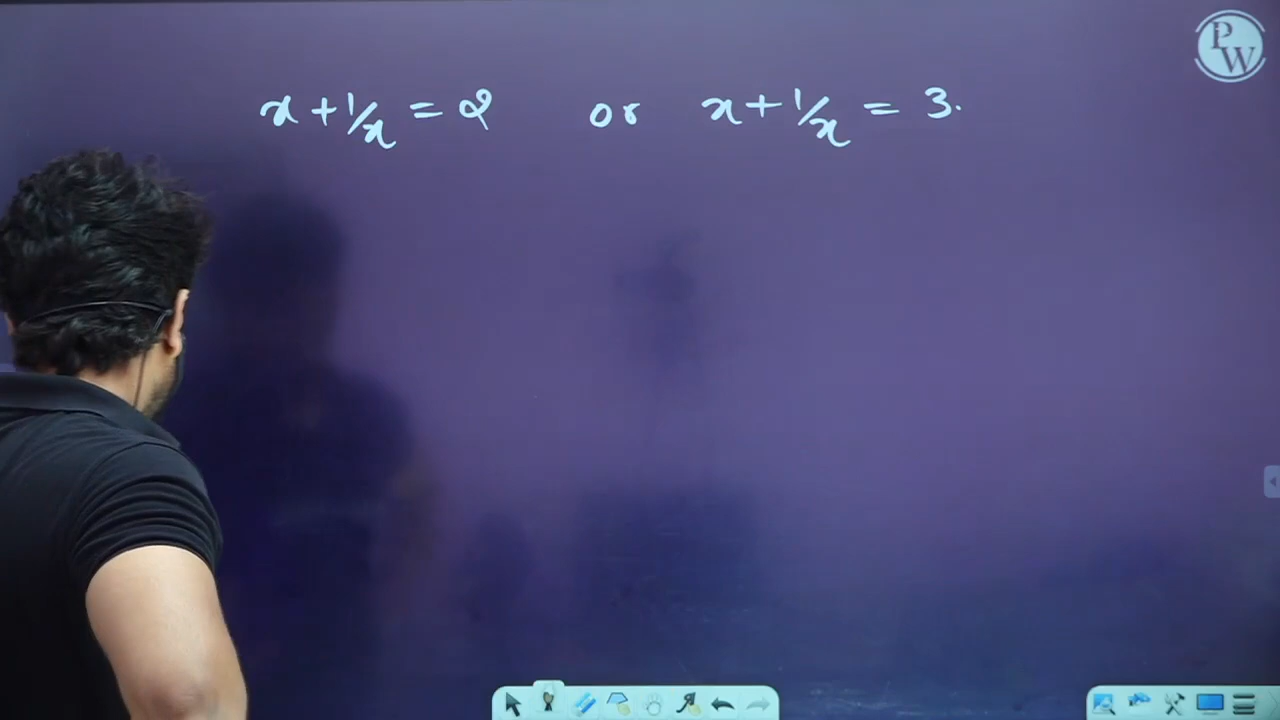 PW
x + 1/x = 2 or x + 1/x = 3.